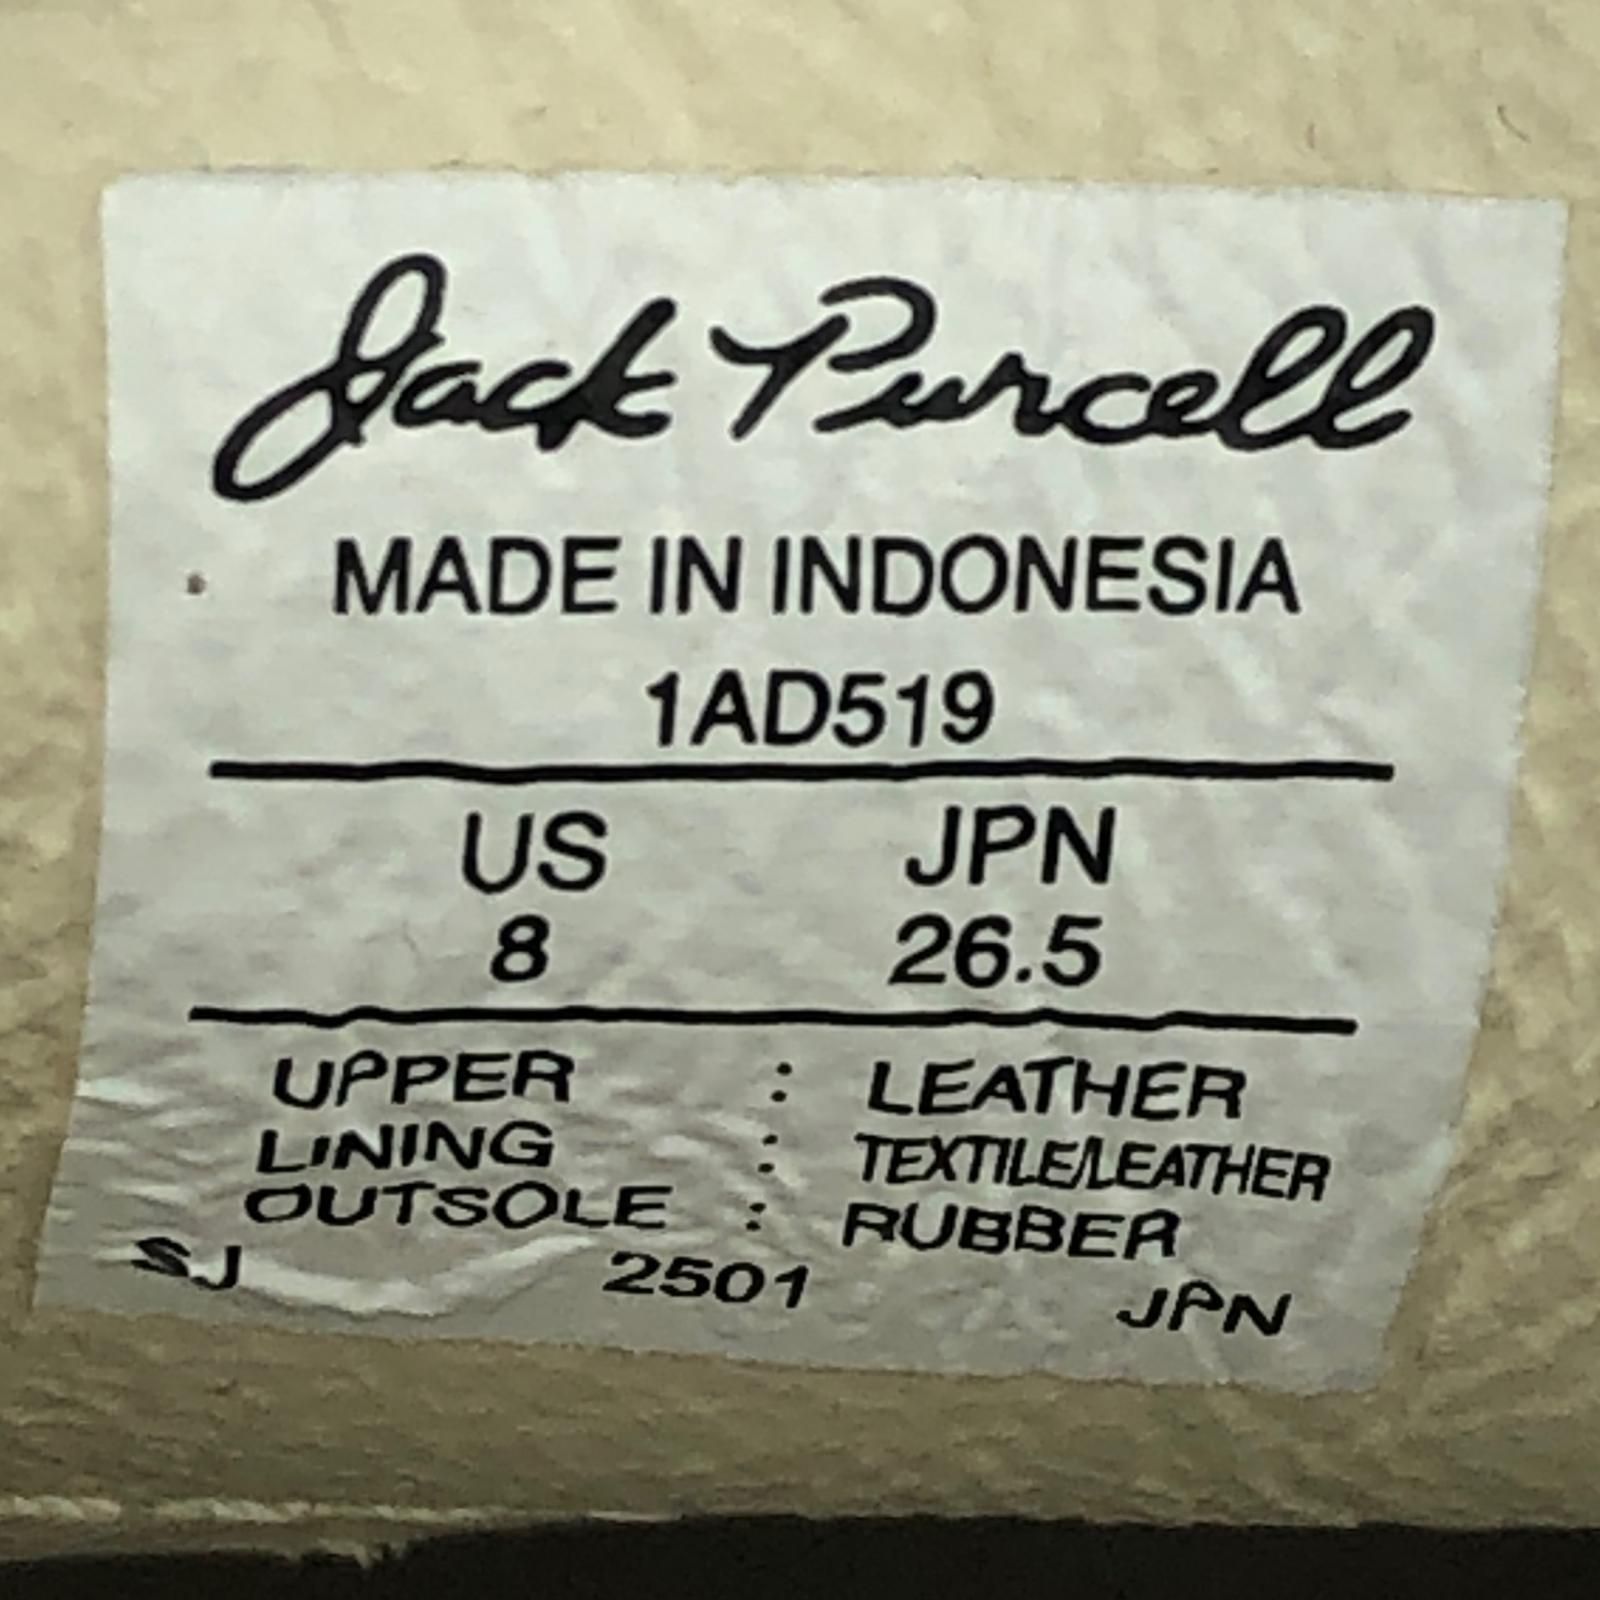 Jack Purcell
MADE IN INDONESIA
1AD519
US JPN
8 26.5
UPPER : LEATHER
LINING : TEXTILE/LEATHER
OUTSOLE : RUBBER
SJ 2501 JPN